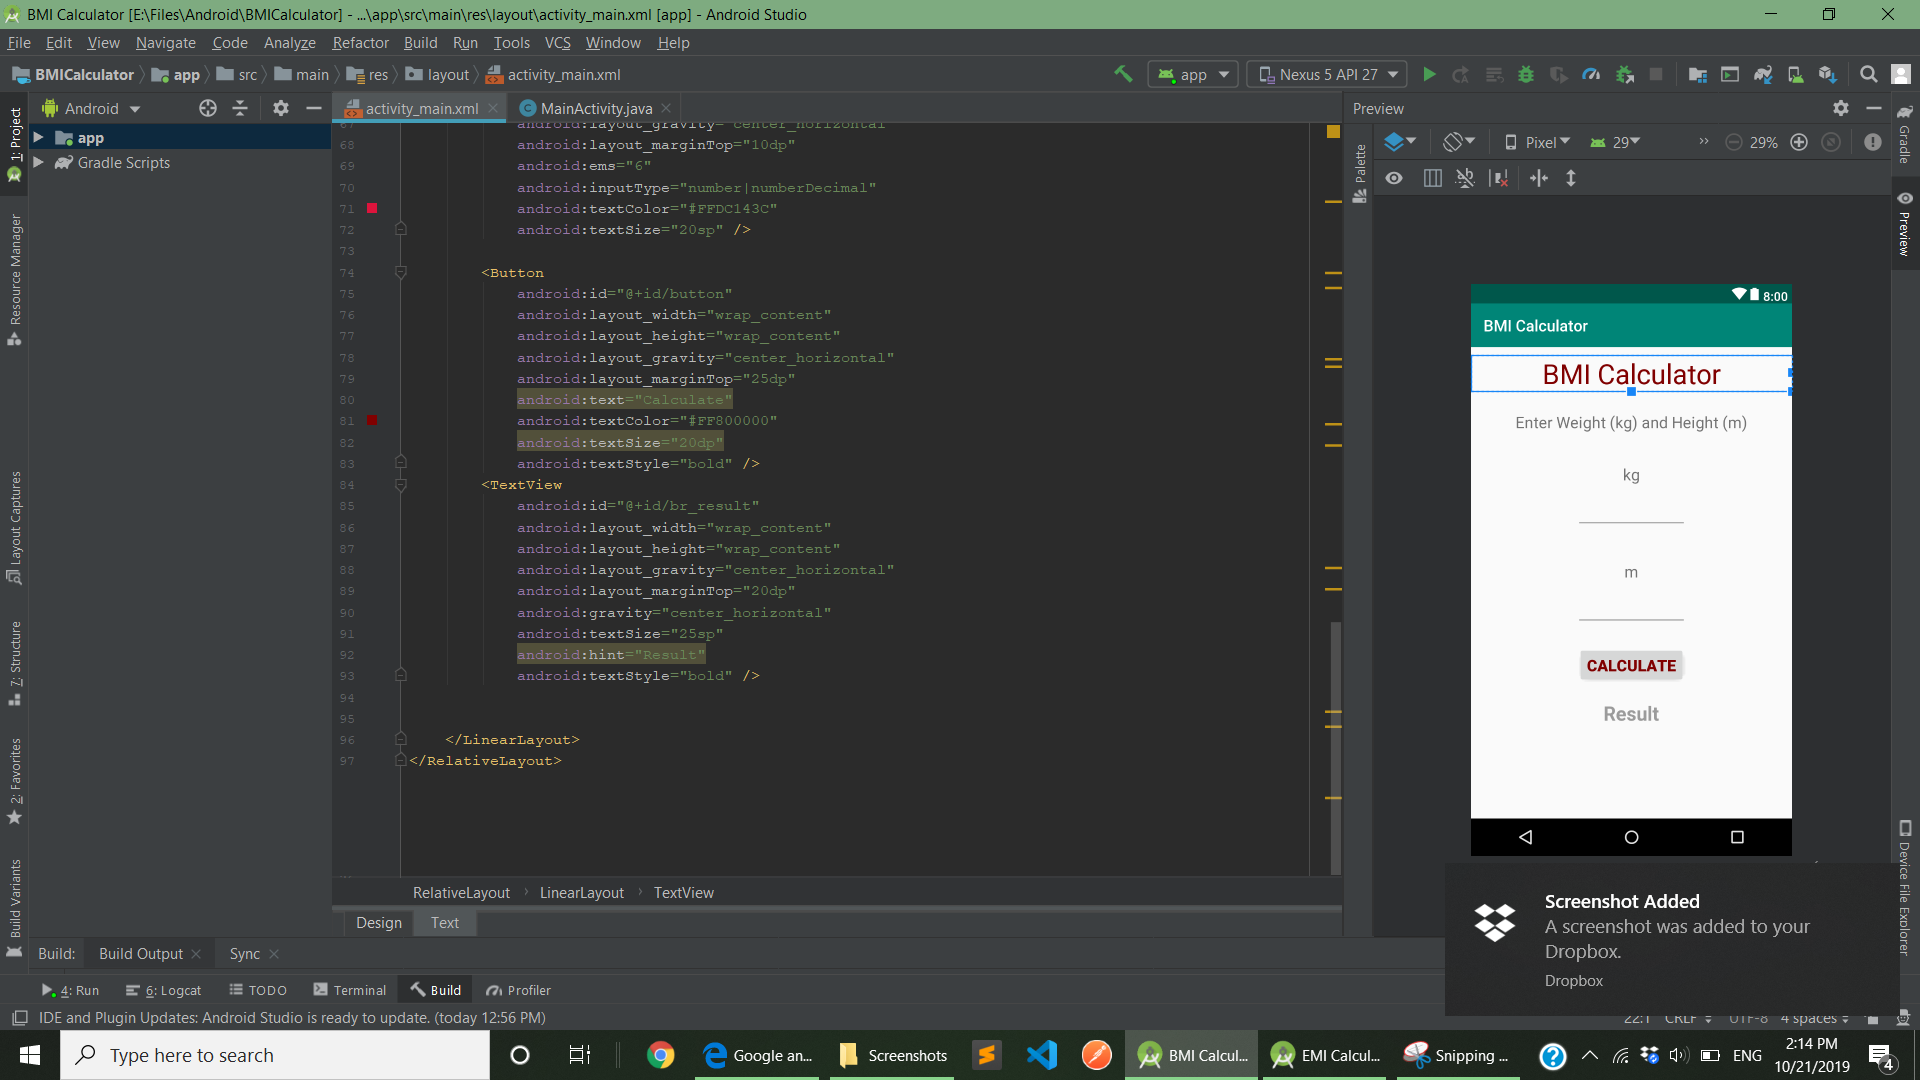 BMI Calculator [E:\Files\Android\BMICalculator] - ...\app\src\main\res\layout\activity_main.xml [app] - Android Studio
File Edit View Navigate Code Analyze Refactor Build Run Tools VCS Window Help
BMICalculator app src main res layout activity_main.xml
app Nexus 5 API 27
Android
activity_main.xml MainActivity.java
Preview
1: Project
Resource Manager
Layout Captures
7: Structure
2: Favorites
Build Variants
app
Gradle Scripts
67 android:layout_gravity="center_horizontal"
68 android:layout_marginTop="10dp"
69 android:ems="6"
70 android:inputType="number|numberDecimal"
71 android:textColor="#FFDC143C"
72 android:textSize="20sp" />
73
74 <Button
75 android:id="@+id/button"
76 android:layout_width="wrap_content"
77 android:layout_height="wrap_content"
78 android:layout_gravity="center_horizontal"
79 android:layout_marginTop="25dp"
80 android:text="Calculate"
81 android:textColor="#FF800000"
82 android:textSize="20dp"
83 android:textStyle="bold" />
84 <TextView
85 android:id="@+id/br_result"
86 android:layout_width="wrap_content"
87 android:layout_height="wrap_content"
88 android:layout_gravity="center_horizontal"
89 android:layout_marginTop="20dp"
90 android:gravity="center_horizontal"
91 android:textSize="25sp"
92 android:hint="Result"
93 android:textStyle="bold" />
94
95
96 </LinearLayout>
97 </RelativeLayout>
RelativeLayout LinearLayout TextView
Design Text
Palette
Pixel 29 » 29%
8:00
BMI Calculator
BMI Calculator
Enter Weight (kg) and Height (m)
kg
m
CALCULATE
Result
Gradle
Preview
Device File Explorer
Screenshot Added
A screenshot was added to your
Dropbox.
Dropbox
Build: Build Output Sync
4: Run 6: Logcat TODO Terminal Build Profiler
IDE and Plugin Updates: Android Studio is ready to update. (today 12:56 PM)
22:1 CRLF UTF-8 4 spaces
Type here to search
Google an... Screenshots BMI Calcul... EMI Calcul... Snipping ...
ENG
2:14 PM
10/21/2019
4